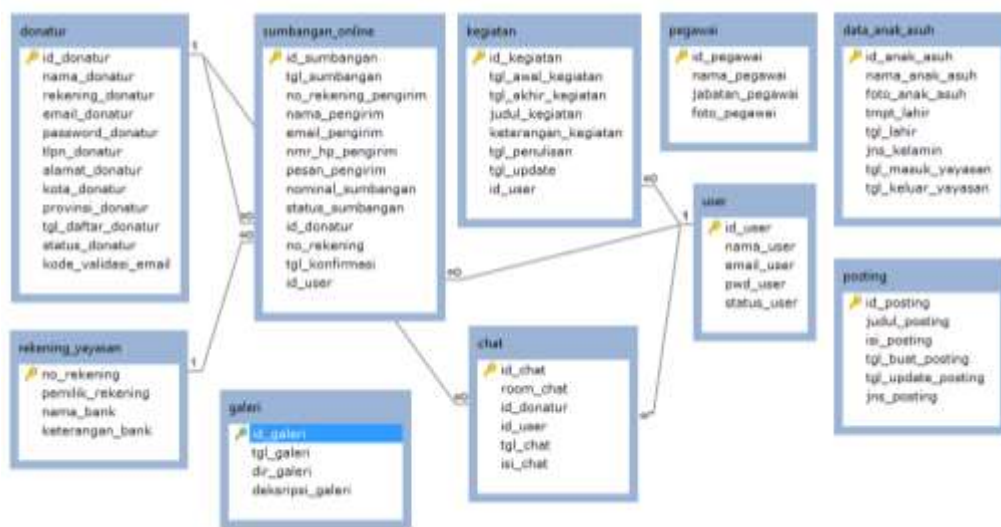 donatur
id_donatur
nama_donatur
rekening_donatur
email_donatur
password_donatur
tlpn_donatur
alamat_donatur
kota_donatur
provinsi_donatur
tgl_daftar_donatur
status_donatur
kode_validasi_email
sumbangan_online
id_sumbangan
tgl_sumbangan
no_rekening_pengirim
nama_pengirim
email_pengirim
nmr_hp_pengirim
pesan_pengirim
nominal_sumbangan
status_sumbangan
id_donatur
no_rekening
tgl_konfirmasi
id_user
kegiatan
id_kegiatan
tgl_awal_kegiatan
tgl_akhir_kegiatan
judul_kegiatan
keterangan_kegiatan
tgl_penulisan
tgl_update
id_user
pegawai
id_pegawai
nama_pegawai
jabatan_pegawai
foto_pegawai
data_anak_asuh
id_anak_asuh
nama_anak_asuh
foto_anak_asuh
tmpt_lahir
tgl_lahir
jns_kelamin
tgl_masuk_yayasan
tgl_keluar_yayasan
user
id_user
nama_user
email_user
pwd_user
status_user
posting
id_posting
judul_posting
isi_posting
tgl_buat_posting
tgl_update_posting
jns_posting
rekening_yayasan
no_rekening
pemilik_rekening
nama_bank
keterangan_bank
galeri
id_galeri
tgl_galeri
dir_galeri
deksripsi_galeri
chat
id_chat
room_chat
id_donatur
id_user
tgl_chat
isi_chat
1
∞
∞
1
∞
∞
∞
1